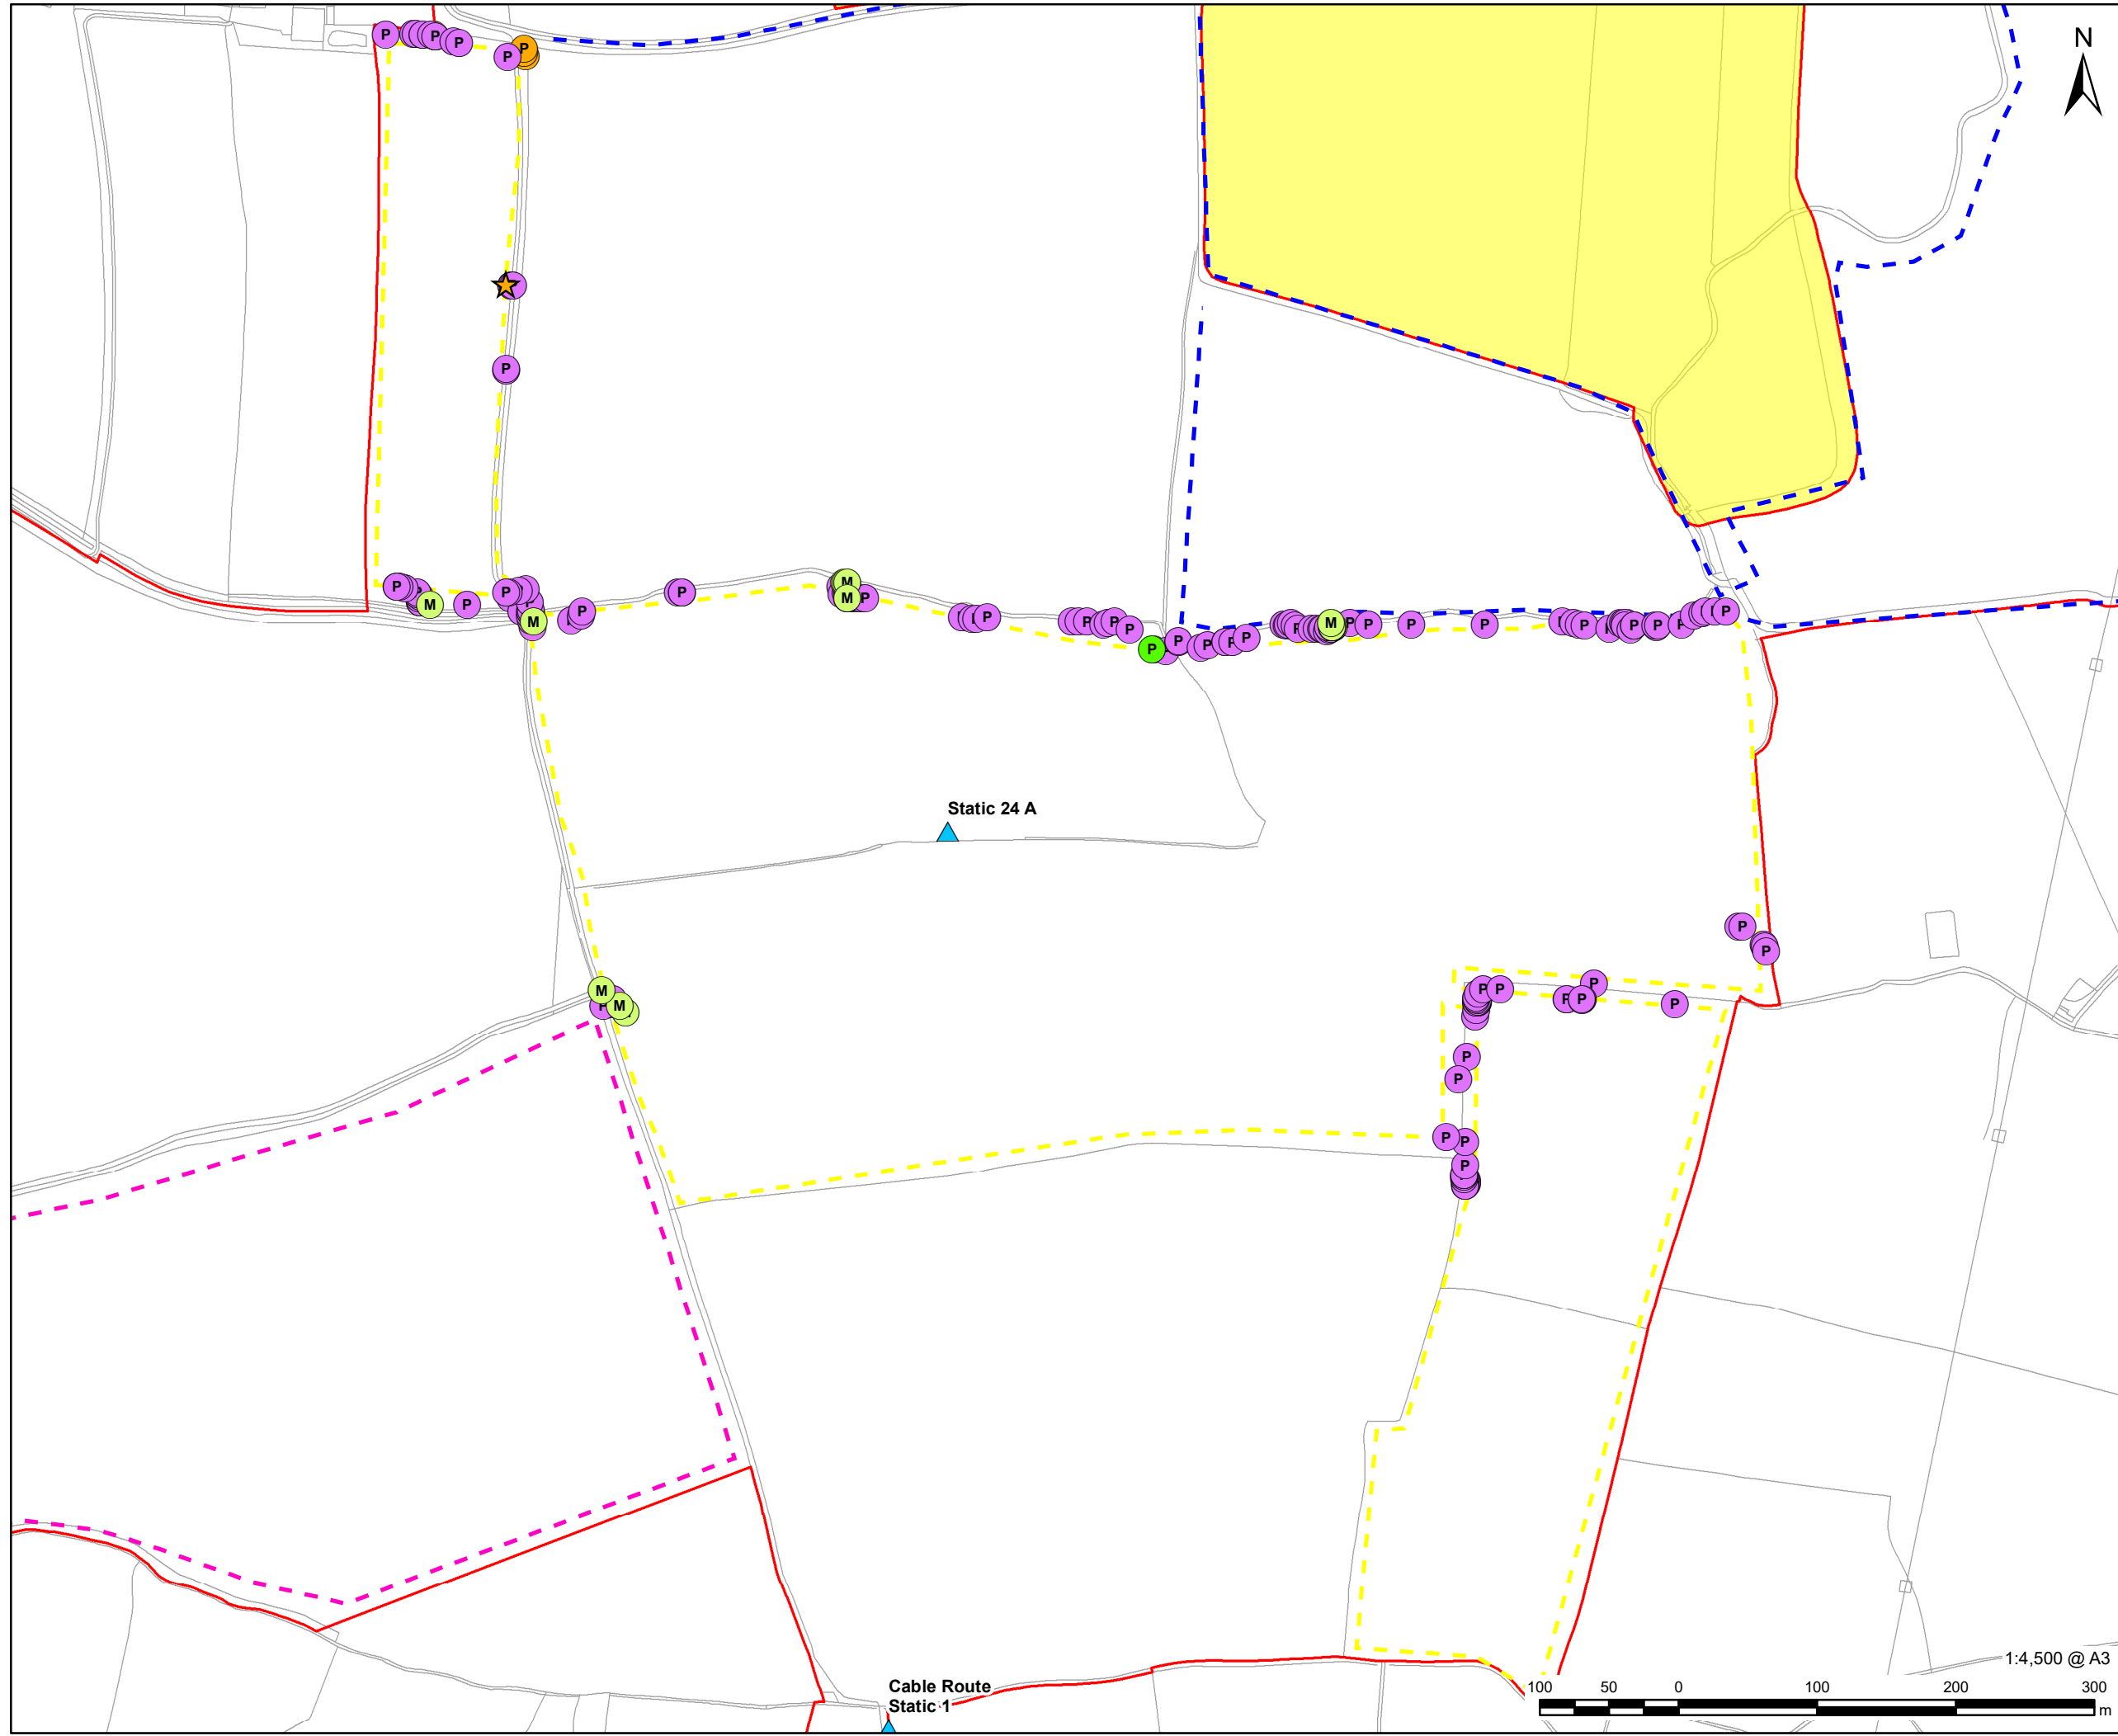 N
P P P P
P
P
P
P M P P P P M P
M P P M M P
P P P P P
P P P P P P
M P P P P P P P P P P
Static 24 A
P
P
M P M
P P P P P P
P
P
P P
P
Cable Route
Static 1
1:4,500 @ A3
100 50 0 100 200 300
m